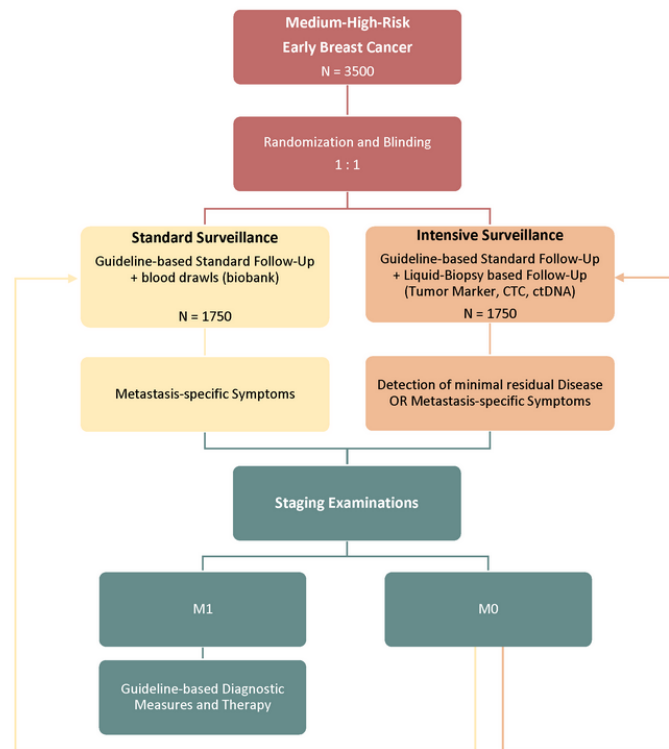 Medium-High-Risk
Early Breast Cancer
N = 3500
Randomization and Blinding
1 : 1
Standard Surveillance
Guideline-based Standard Follow-Up
+ blood drawls (biobank)
N = 1750
Intensive Surveillance
Guideline-based Standard Follow-Up
+ Liquid-Biopsy based Follow-Up
(Tumor Marker, CTC, ctDNA)
N = 1750
Metastasis-specific Symptoms
Detection of minimal residual Disease
OR Metastasis-specific Symptoms
Staging Examinations
M1
M0
Guideline-based Diagnostic
Measures and Therapy